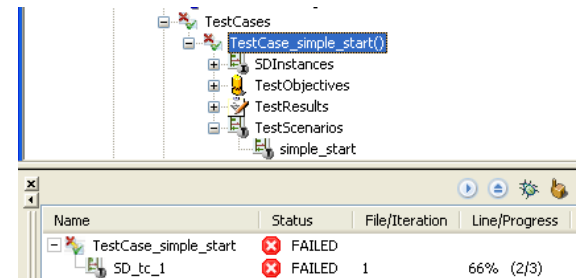 TestCases
TestCase_simple_start()
SDInstances
TestObjectives
TestResults
TestScenarios
simple_start
Name Status File/Iteration Line/Progress
TestCase_simple_start FAILED
SD_tc_1 FAILED 1 66% (2/3)